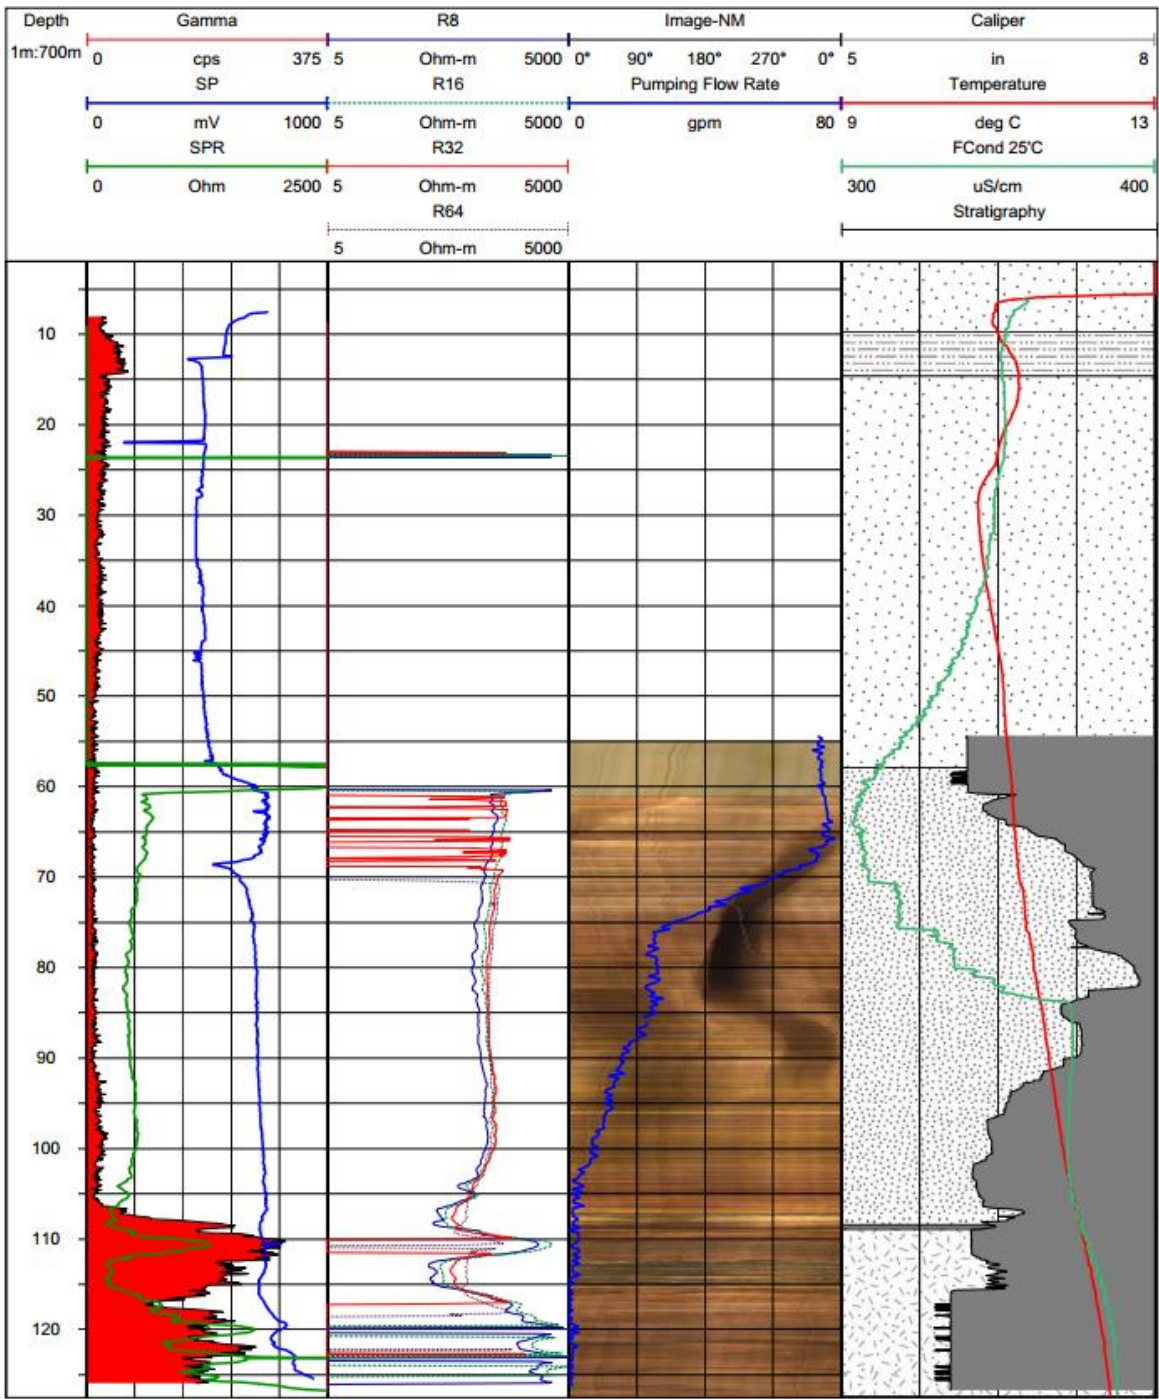 Depth Gamma R8 Image-NM Caliper
1m:700m 0 cps 375 5 Ohm-m 5000 0° 90° 180° 270° 0° 5 in 8
SP R16 Pumping Flow Rate Temperature
0 mV 1000 5 Ohm-m 5000 0 gpm 80 9 deg C 13
SPR R32 FCond 25'C
0 Ohm 2500 5 Ohm-m 5000 300 uS/cm 400
R64 Stratigraphy
5 Ohm-m 5000
10
20
30
40
50
60
70
80
90
100
110
120